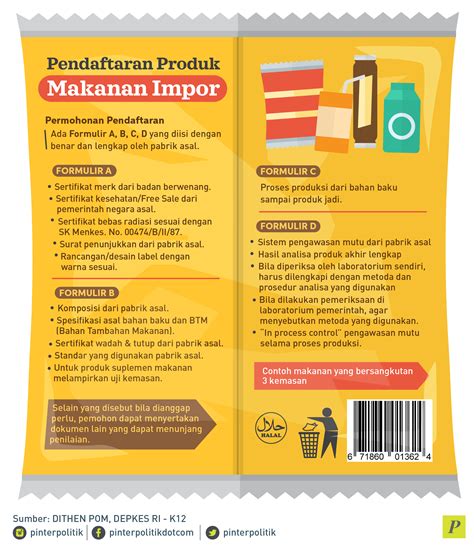 Pendaftaran Produk
Makanan Impor
Permohonan Pendaftaran
Ada Formulir A, B, C, D yang diisi dengan
benar dan lengkap oleh pabrik asal.
FORMULIR A
• Sertifikat merk dari badan berwenang.
• Sertifikat kesehatan/Free Sale dari
pemerintah negara asal.
• Sertifikat bebas radiasi sesuai dengan
SK Menkes. No. 00474/B/II/87.
• Surat penunjukkan dari pabrik asal.
• Rancangan/desain label dengan
warna sesuai.
FORMULIR B
• Komposisi dari pabrik asal.
• Spesifikasi asal bahan baku dan BTM
(Bahan Tambahan Makanan).
• Sertifikat wadah & tutup dari pabrik asal.
• Standar yang digunakan pabrik asal.
• Untuk produk suplemen makanan
melampirkan uji kemasan.
Selain yang disebut bila dianggap
perlu, pemohon dapat menyertakan
dokumen lain yang dapat menunjang
penilaian.
FORMULIR C
Proses produksi dari bahan baku
sampai produk jadi.
FORMULIR D
• Sistem pengawasan mutu dari pabrik asal
• Hasil analisa produk akhir lengkap
• Bila diperiksa oleh laboratorium sendiri,
harus dilengkapi dengan metoda dan
prosedur analisa yang digunakan
• Bila dilakukan pemeriksaan di
laboratorium pemerintah, agar
menyebutkan metoda yang digunakan.
• "In process control" pengawasan mutu
selama proses produksi.
Contoh makanan yang bersangkutan
3 kemasan
حلال
HALAL
6 71860 01362 4
Sumber: DITHEN POM, DEPKES RI - K12
pinterpolitik
pinterpolitikdotcom
pinterpolitik
P